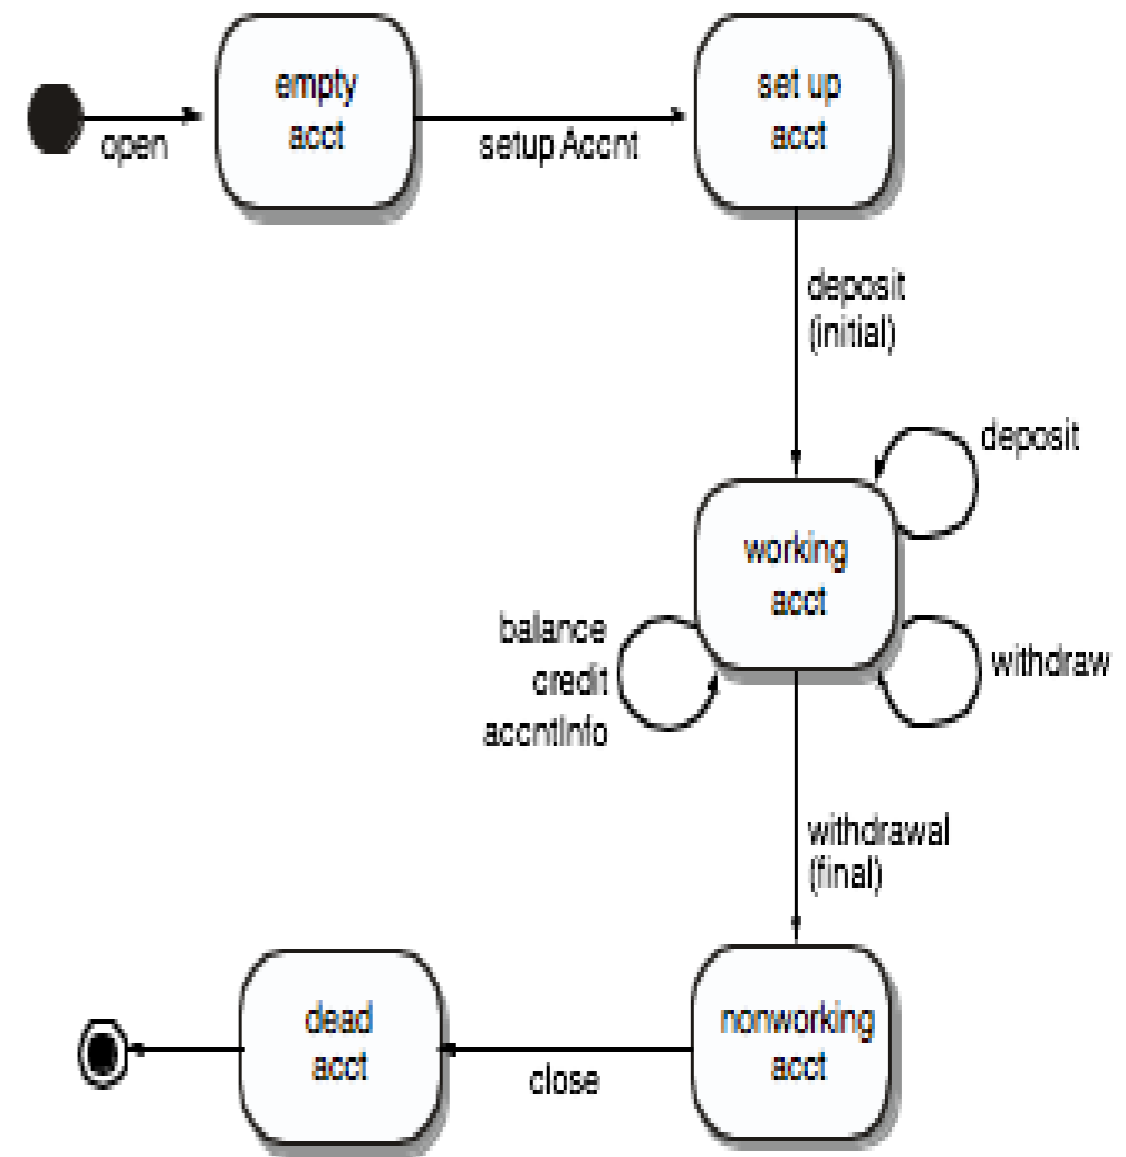 empty
acct
open
setup Accnt
set up
acct
deposit
(initial)
deposit
working
acct
balance
credit
accntInfo
withdraw
withdrawal
(final)
nonworking
acct
close
dead
acct